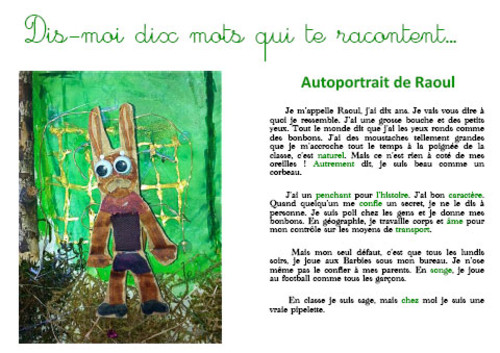 Dis-moi dix mots qui te racontent...
Autoportrait de Raoul
Je m'appelle Raoul, j'ai dix ans. Je vais vous dire à
quoi je ressemble. J'ai une grosse bouche et des petits
yeux. Tout le monde dit que j'ai les yeux ronds comme
des bonbons. J'ai des moustaches tellement grandes
que je m'accroche tout le temps à la poignée de la
classe, c'est naturel. Mais ce n'est rien à coté de mes
oreilles ! Autrement dit, je suis beau comme un
corbeau.
J'ai un penchant pour l'histoire. J'ai bon caractère.
Quand quelqu'un me confie un secret, je ne le dis à
personne. Je suis poli chez les gens et je donne mes
bonbons. En géographie, je travaille corps et âme pour
mon contrôle sur les moyens de transport.
Mais mon seul défaut, c'est que tous les lundis
soirs, je joue aux Barbies sous mon bureau. Je n'ose
même pas le confier à mes parents. En songe, je joue
au football comme tous les garçons.
En classe je suis sage, mais chez moi je suis une
vraie pipelette.